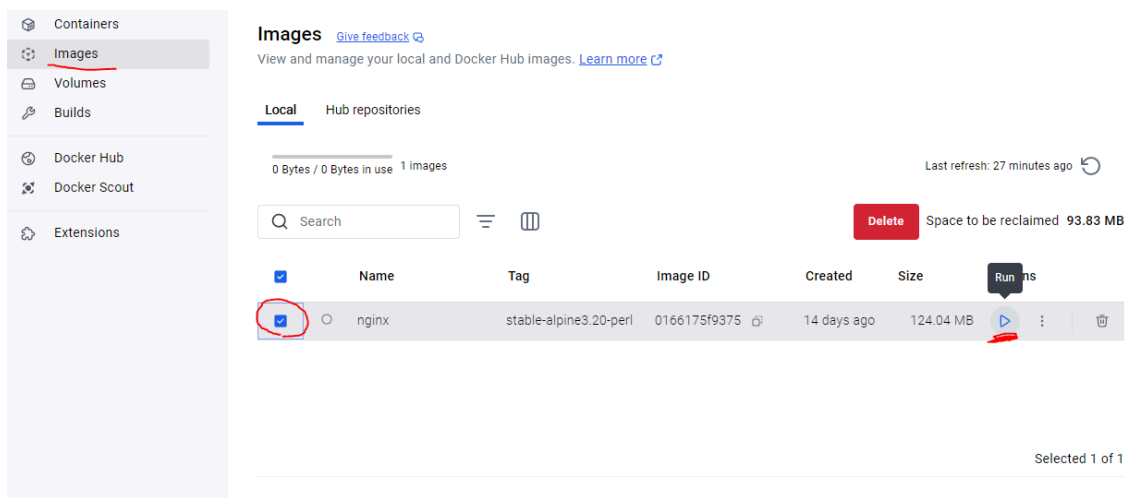 Containers
Images
Volumes
Builds
Docker Hub
Docker Scout
Extensions
Images Give feedback
View and manage your local and Docker Hub images. Learn more
Local Hub repositories
0 Bytes / 0 Bytes in use 1 images
Last refresh: 27 minutes ago
Search
Delete Space to be reclaimed 93.83 MB
Run
Name Tag Image ID Created Size ns
nginx stable-alpine3.20-perl 0166175f9375 14 days ago 124.04 MB
Selected 1 of 1